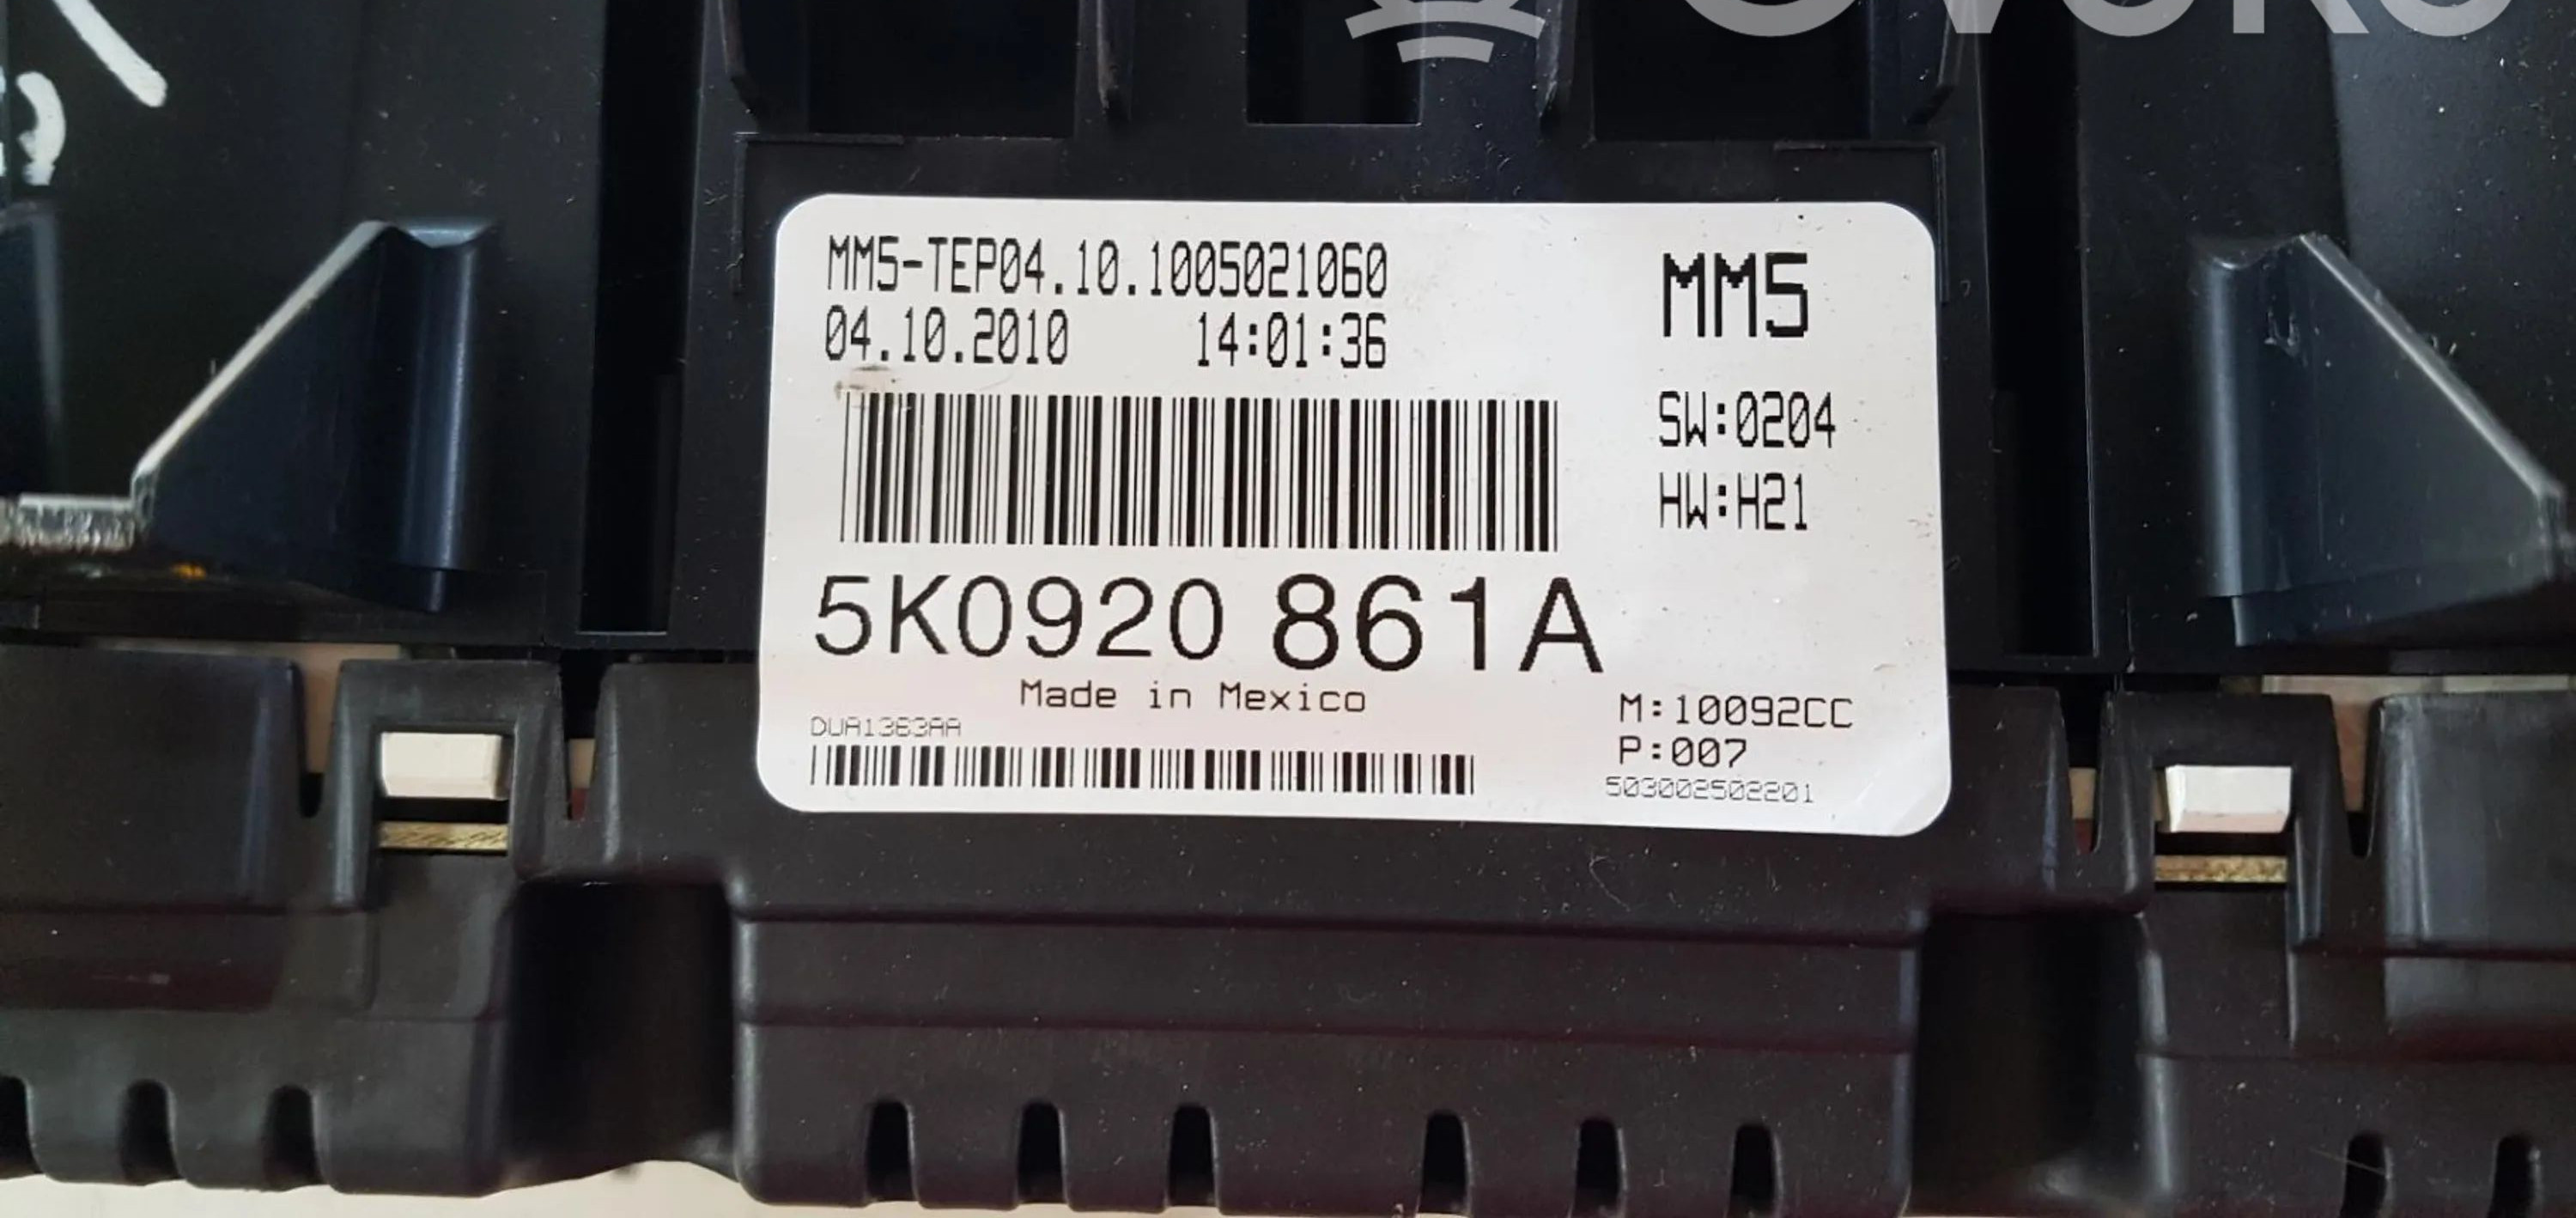 MM5-TEP04.10.1005021060
04.10.2010 14:01:36
MM5
SW:0204
HW:H21
5K0920 861A
Made in Mexico
DUA1363AA
M:10092CC
P:007
503002502201